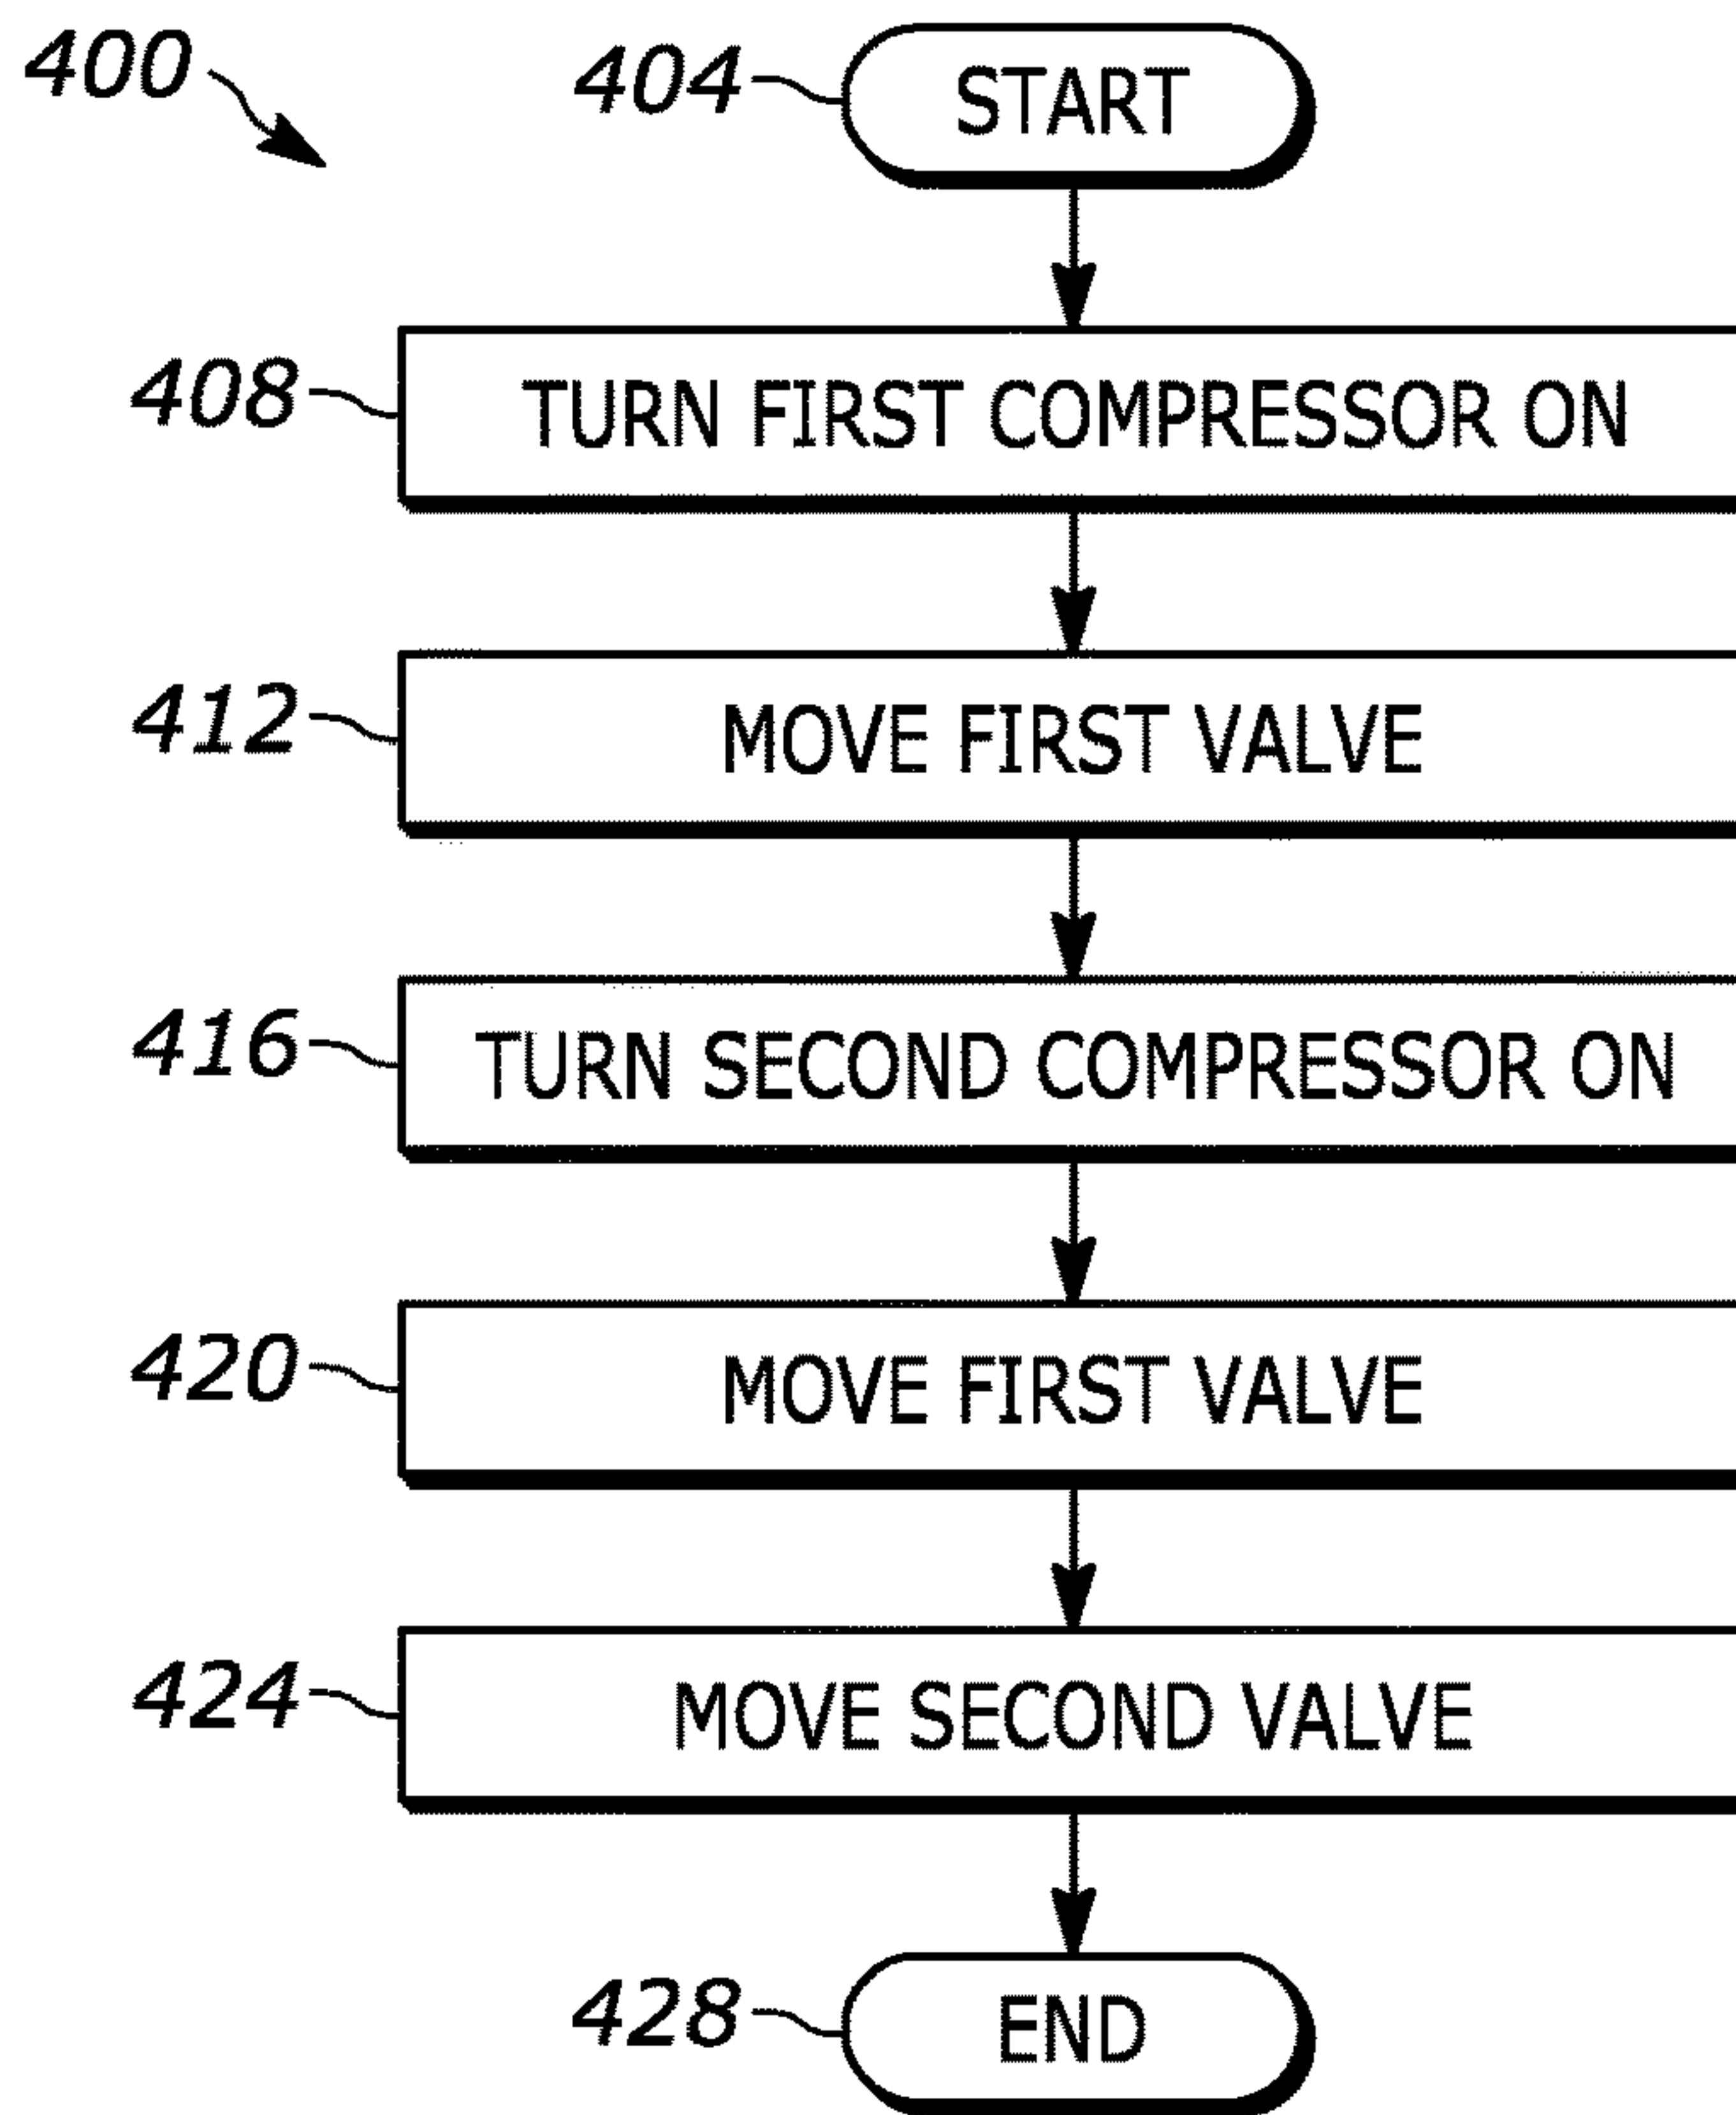 400
404 START
408 TURN FIRST COMPRESSOR ON
412 MOVE FIRST VALVE
416 TURN SECOND COMPRESSOR ON
420 MOVE FIRST VALVE
424 MOVE SECOND VALVE
428 END